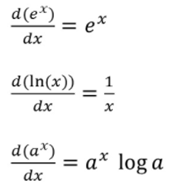 d(e^x)/dx = e^x
d(ln(x))/dx = 1/x
d(a^x)/dx = a^x log a